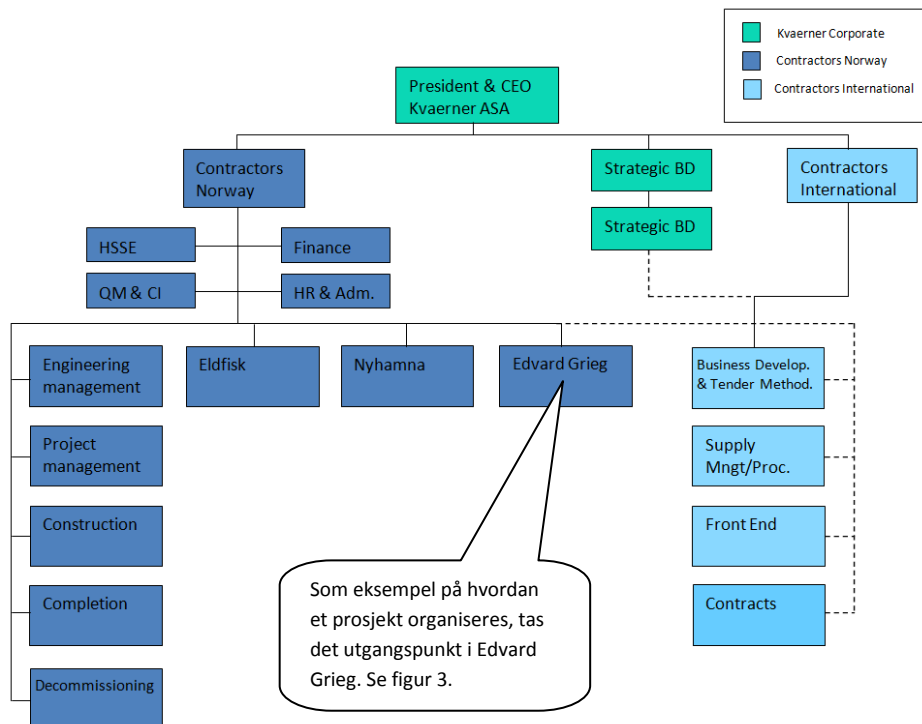 Kvaerner Corporate
Contractors Norway
Contractors International
President & CEO
Kvaerner ASA
Contractors
Norway
Strategic BD
Contractors
International
Strategic BD
HSSE
Finance
QM & CI
HR & Adm.
Engineering
management
Eldfisk
Nyhamna
Edvard Grieg
Business Develop.
& Tender Method.
Project
management
Supply
Mngt/Proc.
Construction
Front End
Completion
Contracts
Decommissioning
Som eksempel på hvordan
et prosjekt organiseres, tas
det utgangspunkt i Edvard
Grieg. Se figur 3.